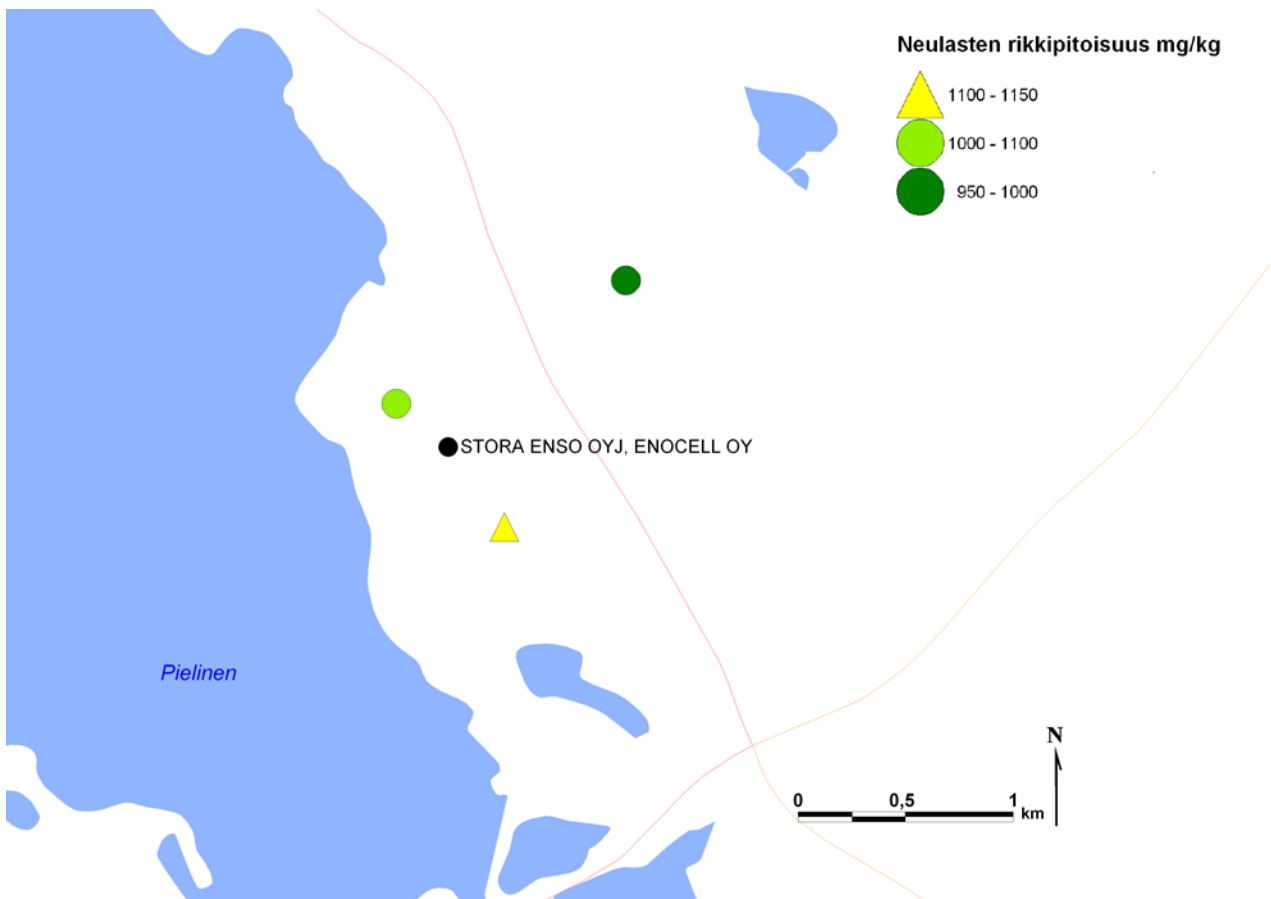 Neulasten rikkipitoisuus mg/kg
1100 - 1150
1000 - 1100
950 - 1000
STORA ENSO OYJ, ENOCELL OY
Pielinen
N
0 0,5 1
km